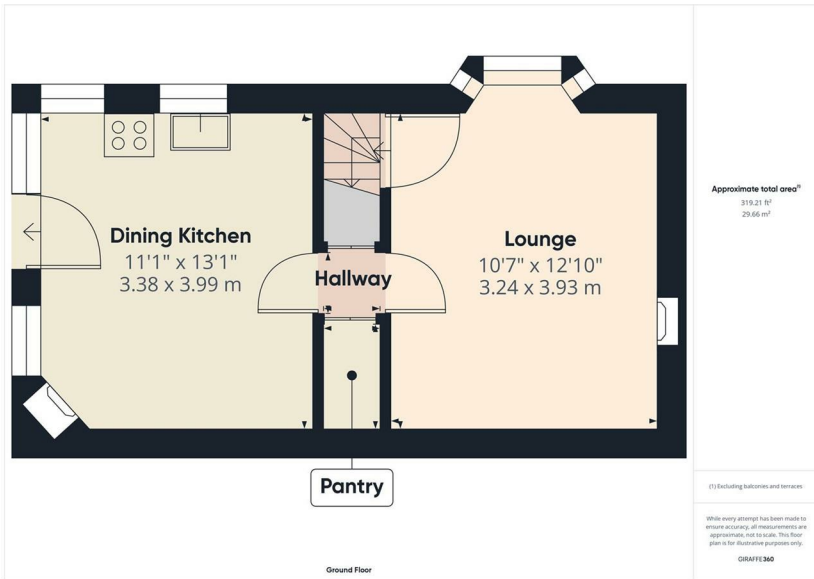 Dining Kitchen
11'1" x 13'1"
3.38 x 3.99 m
Hallway
Lounge
10'7" x 12'10"
3.24 x 3.93 m
Pantry
Ground Floor
Approximate total area⁽¹⁾
319.21 ft²
29.66 m²
(1) Excluding balconies and terraces
While every attempt has been made to
ensure accuracy, all measurements are
approximate, not to scale. This floor
plan is for illustrative purposes only.
GIRAFFE360